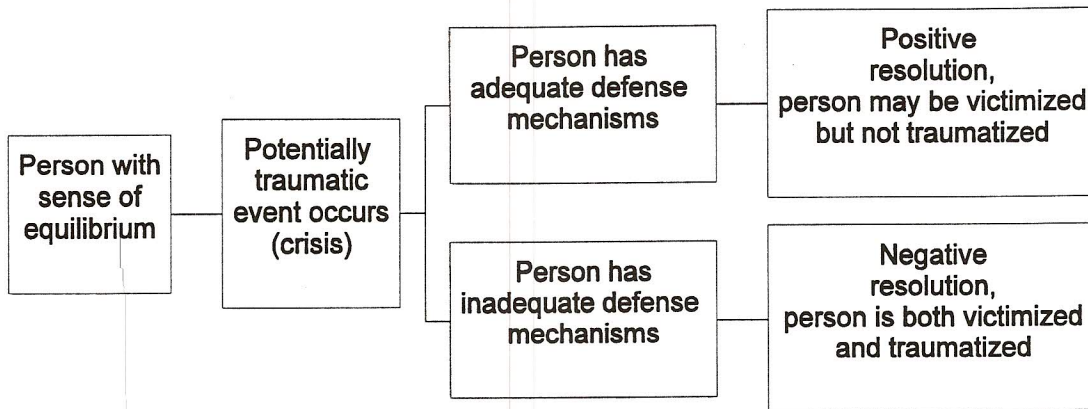 Person with
sense of
equilibrium
Potentially
traumatic
event occurs
(crisis)
Person has
adequate defense
mechanisms
Positive
resolution,
person may be victimized
but not traumatized
Person has
inadequate defense
mechanisms
Negative
resolution,
person is both victimized
and traumatized